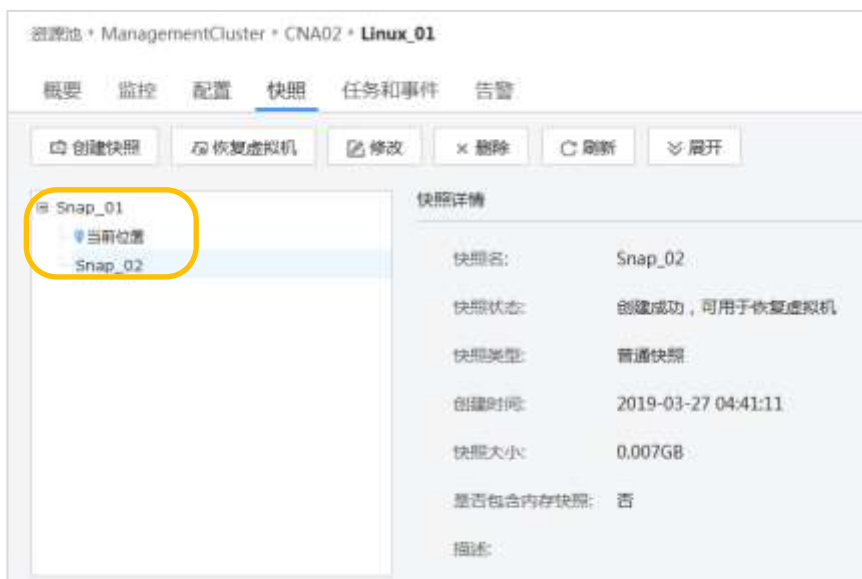 资源池 • ManagementCluster • CNA02 • Linux_01
概要 监控 配置 快照 任务和事件 告警
创建快照 恢复虚拟机 修改 × 删除 刷新 展开
Snap_01
当前位置
Snap_02
快照详情
快照名: Snap_02
快照状态: 创建成功，可用于恢复虚拟机
快照类型: 普通快照
创建时间: 2019-03-27 04:41:11
快照大小: 0.007GB
是否包含内存快照: 否
描述: